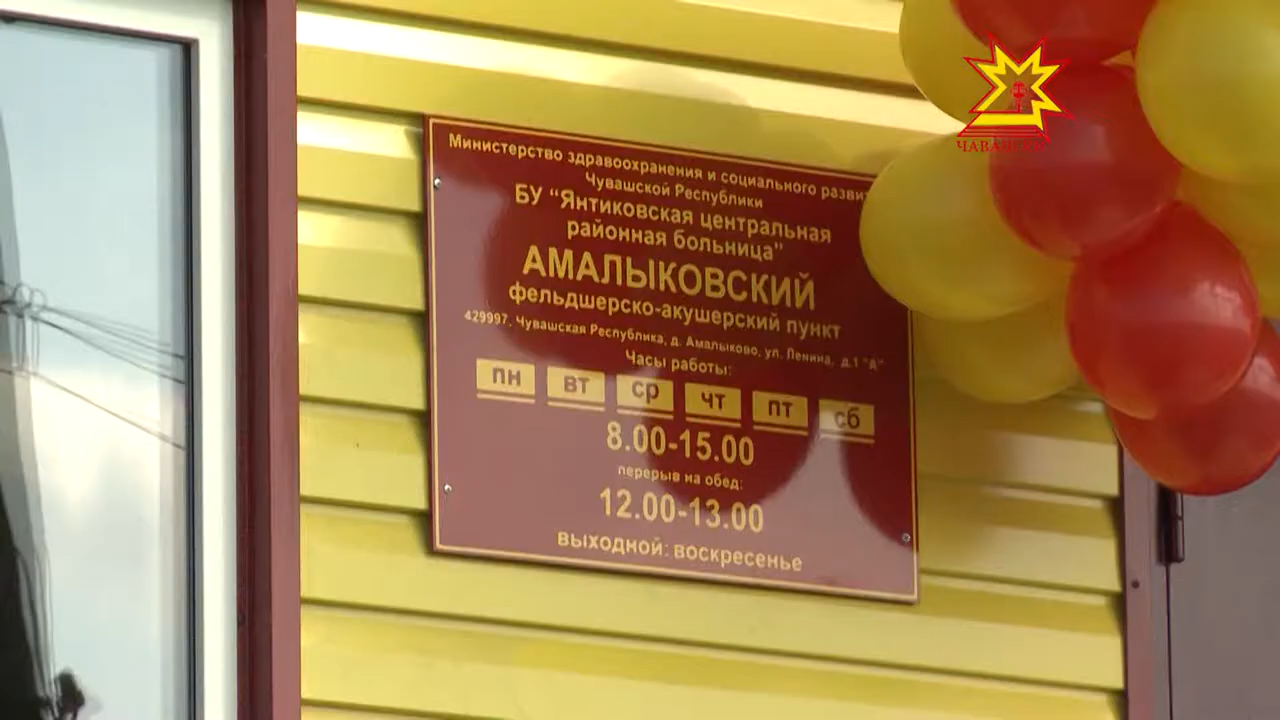 Министерство здравоохранения и социального
Чувашской Республики
БУ "Янтиковская центральная
районная больница"
АМАЛЫКОВСКИЙ
фельдшерско-акушерский пункт
429997, Чувашская Республика, д. Амалыково, ул. Ленина, д.1 "А"
Часы работы:
пн вт ср чт пт сб
8.00-15.00
перерыв на обед:
12.00-13.00
выходной: воскресенье